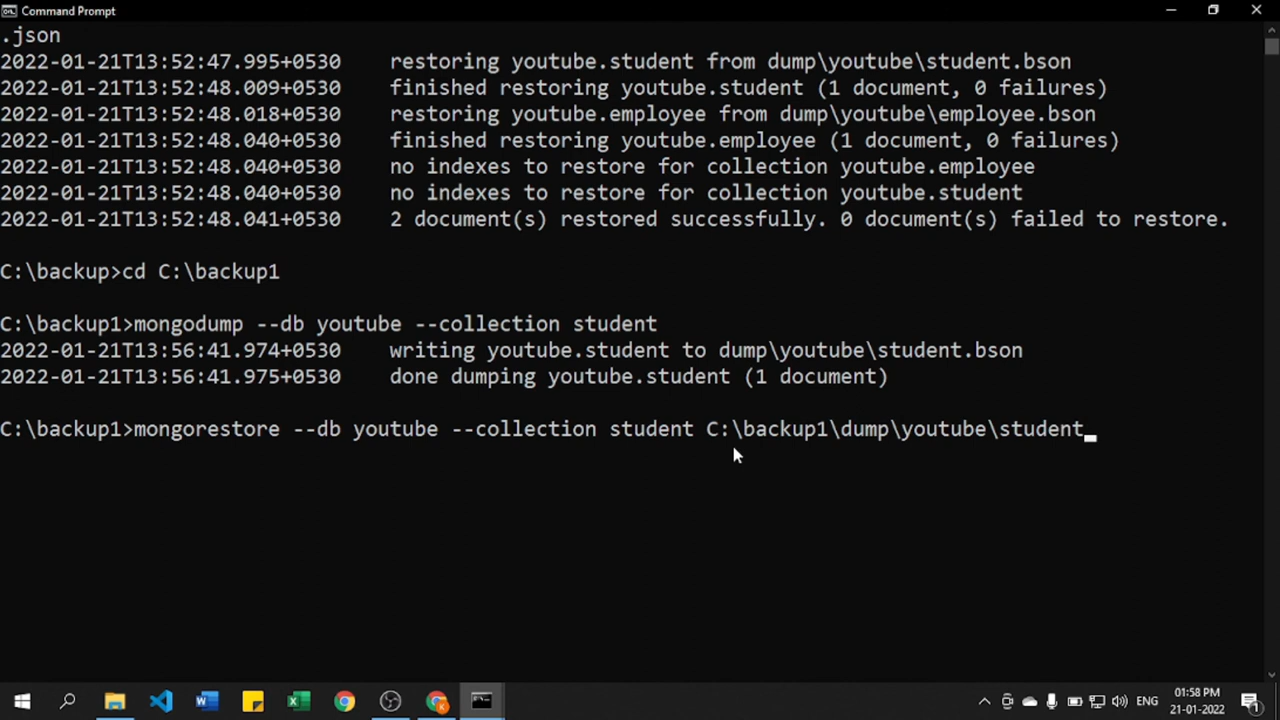 Command Prompt
.json
2022-01-21T13:52:47.995+0530    restoring youtube.student from dump\youtube\student.bson
2022-01-21T13:52:48.009+0530    finished restoring youtube.student (1 document, 0 failures)
2022-01-21T13:52:48.018+0530    restoring youtube.employee from dump\youtube\employee.bson
2022-01-21T13:52:48.040+0530    finished restoring youtube.employee (1 document, 0 failures)
2022-01-21T13:52:48.040+0530    no indexes to restore for collection youtube.employee
2022-01-21T13:52:48.040+0530    no indexes to restore for collection youtube.student
2022-01-21T13:52:48.041+0530    2 document(s) restored successfully. 0 document(s) failed to restore.
C:\backup>cd C:\backup1
C:\backup1>mongodump --db youtube --collection student
2022-01-21T13:56:41.974+0530    writing youtube.student to dump\youtube\student.bson
2022-01-21T13:56:41.975+0530    done dumping youtube.student (1 document)
C:\backup1>mongorestore --db youtube --collection student C:\backup1\dump\youtube\student
ENG
01:58 PM
21-01-2022
1